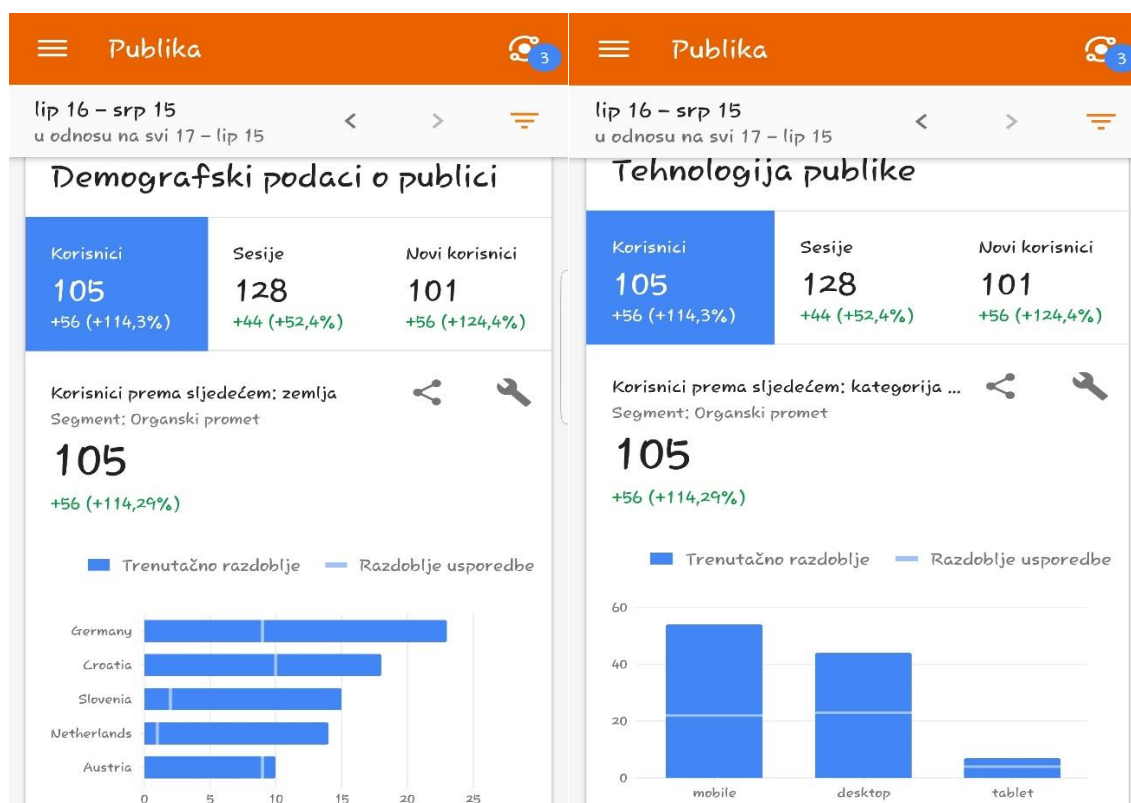 Publika
3
lip 16 – srp 15
u odnosu na svi 17 – lip 15
Demografski podaci o publici
Korisnici
105
+56 (+114,3%)
Sesije
128
+44 (+52,4%)
Novi korisnici
101
+56 (+124,4%)
Korisnici prema sljedećem: zemlja
Segment: Organski promet
105
+56 (+114,29%)
Trenutačno razdoblje
Razdoblje usporedbe
Germany
Croatia
Slovenia
Netherlands
Austria
0 5 10 15 20 25
Publika
3
lip 16 – srp 15
u odnosu na svi 17 – lip 15
Tehnologija publike
Korisnici
105
+56 (+114,3%)
Sesije
128
+44 (+52,4%)
Novi korisnici
101
+56 (+124,4%)
Korisnici prema sljedećem: kategorija ...
Segment: Organski promet
105
+56 (+114,29%)
Trenutačno razdoblje
Razdoblje usporedbe
60
40
20
0
mobile desktop tablet